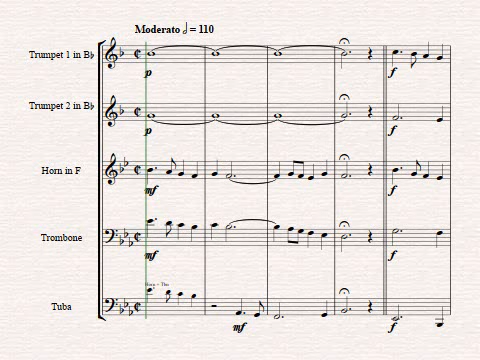 Moderato 𝅗𝅥 = 110
Trumpet 1 in B♭
p
f
Trumpet 2 in B♭
p
f
Horn in F
mf
f
Trombone
mf
f
Tuba
mf
f